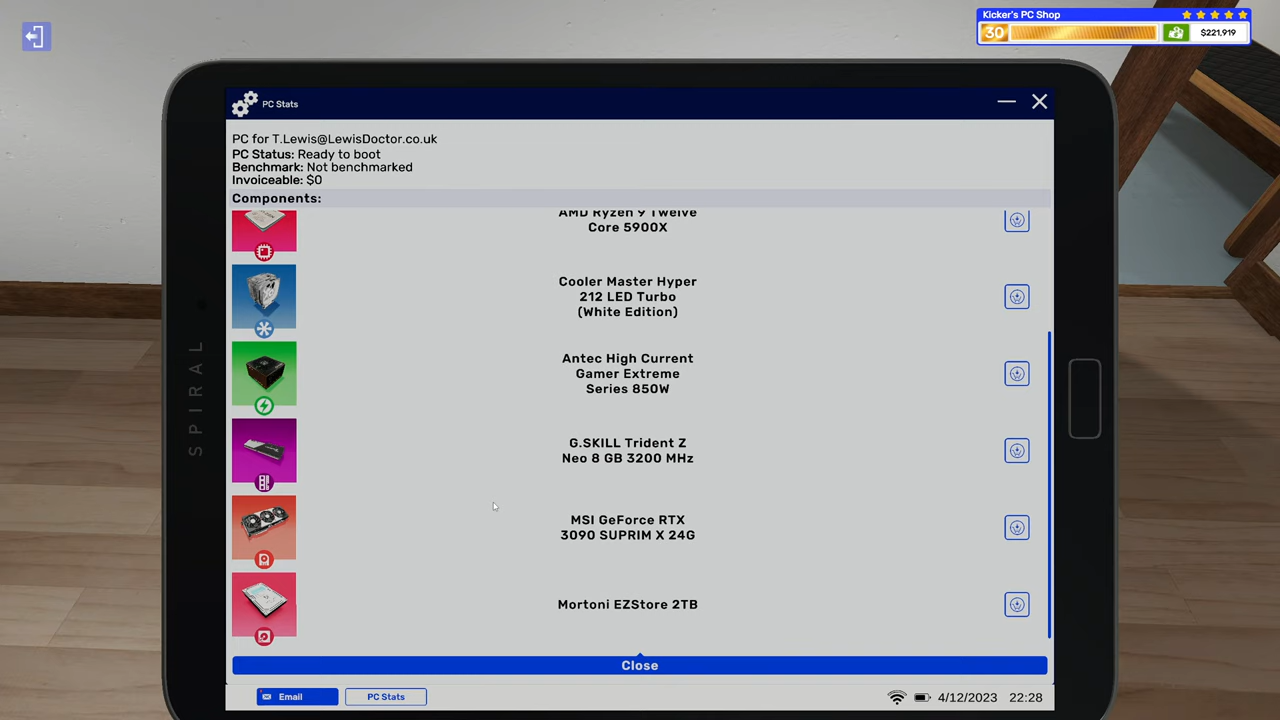 Kicker's PC Shop
30
$221,919
PC Stats
PC for T.Lewis@LewisDoctor.co.uk
PC Status: Ready to boot
Benchmark: Not benchmarked
Invoiceable: $0
Components:
AMD Ryzen 9 Twelve
Core 5900X
Cooler Master Hyper
212 LED Turbo
(White Edition)
Antec High Current
Gamer Extreme
Series 850W
G.SKILL Trident Z
Neo 8 GB 3200 MHz
MSI GeForce RTX
3090 SUPRIM X 24G
Mortoni EZStore 2TB
Close
SPIRAL
Email
PC Stats
4/12/2023
22:28